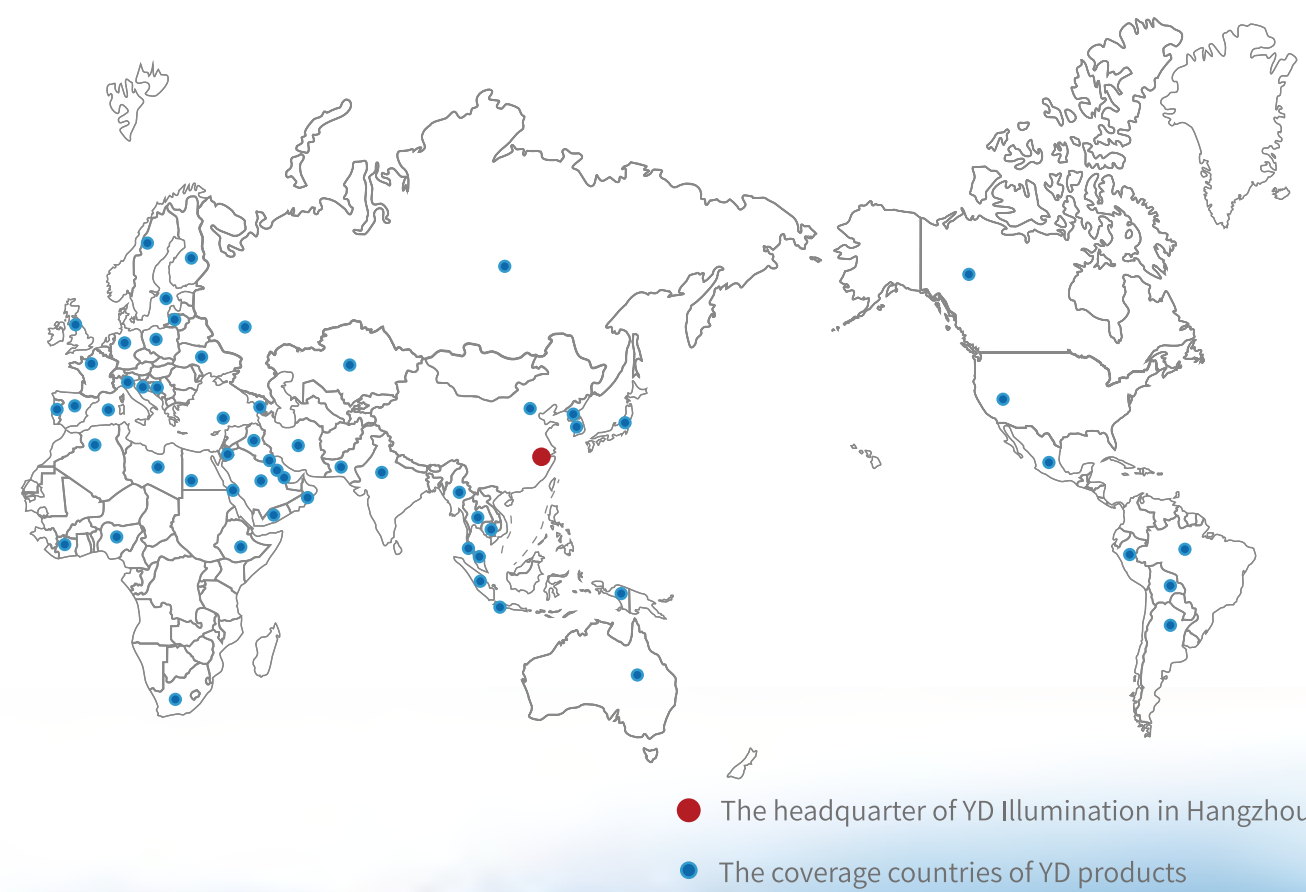 The headquarter of YD Illumination in Hangzhou
The coverage countries of YD products